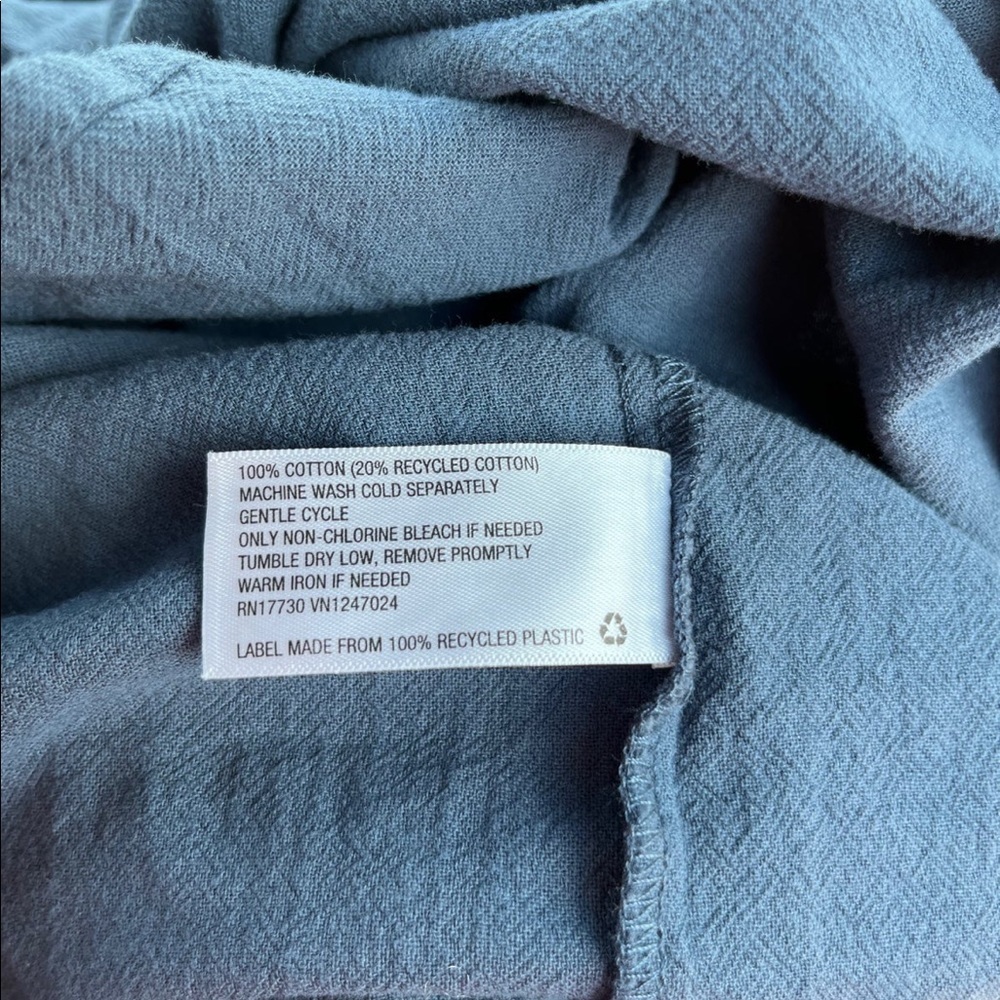 100% COTTON (20% RECYCLED COTTON)
MACHINE WASH COLD SEPARATELY
GENTLE CYCLE
ONLY NON-CHLORINE BLEACH IF NEEDED
TUMBLE DRY LOW, REMOVE PROMPTLY
WARM IRON IF NEEDED
RN17730 VN1247024
LABEL MADE FROM 100% RECYCLED PLASTIC